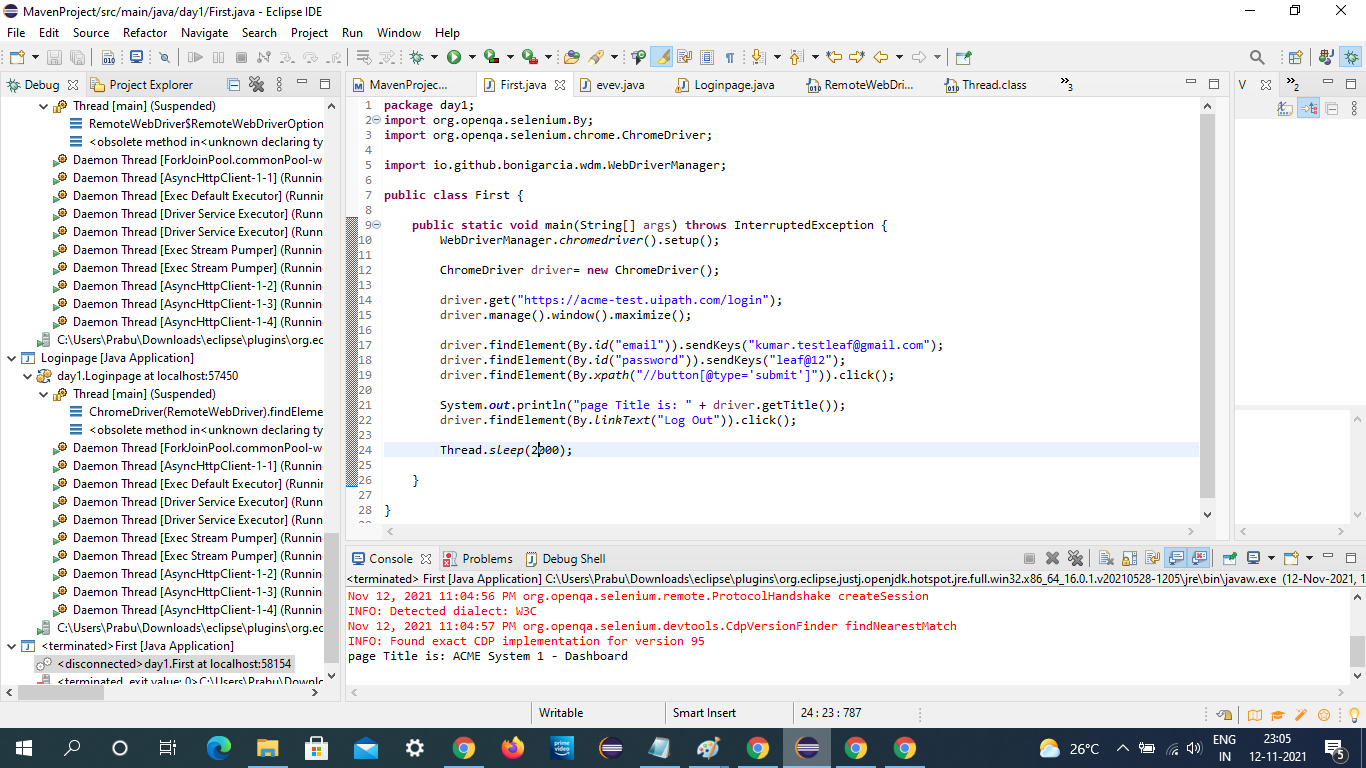 MavenProject/src/main/java/day1/First.java - Eclipse IDE
File Edit Source Refactor Navigate Search Project Run Window Help
Debug Project Explorer
Thread [main] (Suspended)
RemoteWebDriver$RemoteWebDriverOption
<obsolete method in<unknown declaring ty
Daemon Thread [ForkJoinPool.commonPool-w
Daemon Thread [AsyncHttpClient-1-1] (Runnin
Daemon Thread [Exec Default Executor] (Runnin
Daemon Thread [Driver Service Executor] (Runn
Daemon Thread [Driver Service Executor] (Runn
Daemon Thread [Exec Stream Pumper] (Runnin
Daemon Thread [Exec Stream Pumper] (Runnin
Daemon Thread [AsyncHttpClient-1-2] (Runnin
Daemon Thread [AsyncHttpClient-1-3] (Runnin
Daemon Thread [AsyncHttpClient-1-4] (Runnin
C:\Users\Prabu\Downloads\eclipse\plugins\org.ec
Loginpage [Java Application]
day1.Loginpage at localhost:57450
Thread [main] (Suspended)
ChromeDriver(RemoteWebDriver).findEleme
<obsolete method in<unknown declaring ty
Daemon Thread [ForkJoinPool.commonPool-w
Daemon Thread [AsyncHttpClient-1-1] (Runnin
Daemon Thread [Exec Default Executor] (Runnin
Daemon Thread [Driver Service Executor] (Runn
Daemon Thread [Driver Service Executor] (Runn
Daemon Thread [Exec Stream Pumper] (Runnin
Daemon Thread [Exec Stream Pumper] (Runnin
Daemon Thread [AsyncHttpClient-1-2] (Runnin
Daemon Thread [AsyncHttpClient-1-3] (Runnin
Daemon Thread [AsyncHttpClient-1-4] (Runnin
C:\Users\Prabu\Downloads\eclipse\plugins\org.ec
<terminated>First [Java Application]
<disconnected>day1.First at localhost:58154
<terminated, exit value: 0>C:\Users\Prabu\Downlo
MavenProjec... First.java evev.java Loginpage.java RemoteWebDri... Thread.class »3
1 package day1;
2 import org.openqa.selenium.By;
3 import org.openqa.selenium.chrome.ChromeDriver;
4
5 import io.github.bonigarcia.wdm.WebDriverManager;
6
7 public class First {
8
9 public static void main(String[] args) throws InterruptedException {
10 WebDriverManager.chromedriver().setup();
11
12 ChromeDriver driver= new ChromeDriver();
13
14 driver.get("https://acme-test.uipath.com/login");
15 driver.manage().window().maximize();
16
17 driver.findElement(By.id("email")).sendKeys("kumar.testleaf@gmail.com");
18 driver.findElement(By.id("password")).sendKeys("leaf@12");
19 driver.findElement(By.xpath("//button[@type='submit']")).click();
20
21 System.out.println("page Title is: " + driver.getTitle());
22 driver.findElement(By.linkText("Log Out")).click();
23
24 Thread.sleep(2000);
25
26 }
27
28 }
V »2
Console Problems Debug Shell
<terminated> First [Java Application] C:\Users\Prabu\Downloads\eclipse\plugins\org.eclipse.justj.openjdk.hotspot.jre.full.win32.x86_64_16.0.1.v20210528-1205\jre\bin\javaw.exe (12-Nov-2021, 1
Nov 12, 2021 11:04:56 PM org.openqa.selenium.remote.ProtocolHandshake createSession
INFO: Detected dialect: W3C
Nov 12, 2021 11:04:57 PM org.openqa.selenium.devtools.CdpVersionFinder findNearestMatch
INFO: Found exact CDP implementation for version 95
page Title is: ACME System 1 - Dashboard
Writable Smart Insert 24 : 23 : 787
prime video
26°C ENG IN 23:05 12-11-2021 5